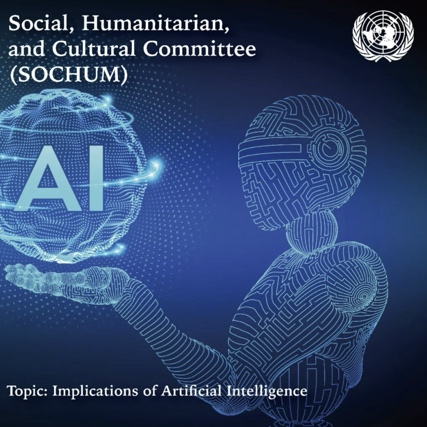 Social, Humanitarian,
and Cultural Committee
(SOCHUM)
AI
Topic: Implications of Artificial Intelligence